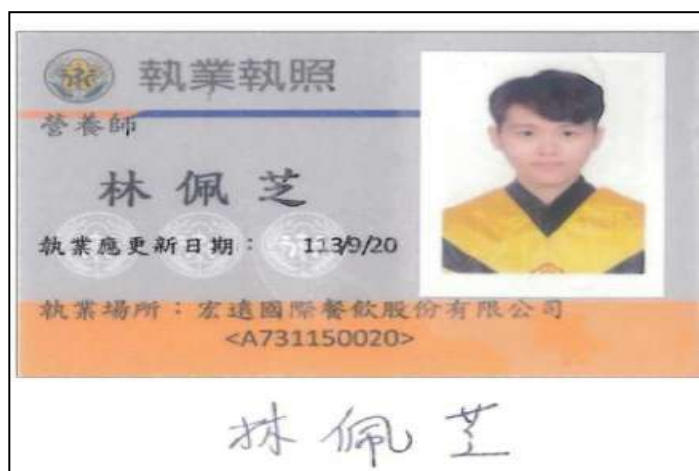 執業執照
營養師
林佩芝
執業應更新日期： 113/9/20
執業場所：宏遠國際餐飲股份有限公司
<A731150020>
林佩芝